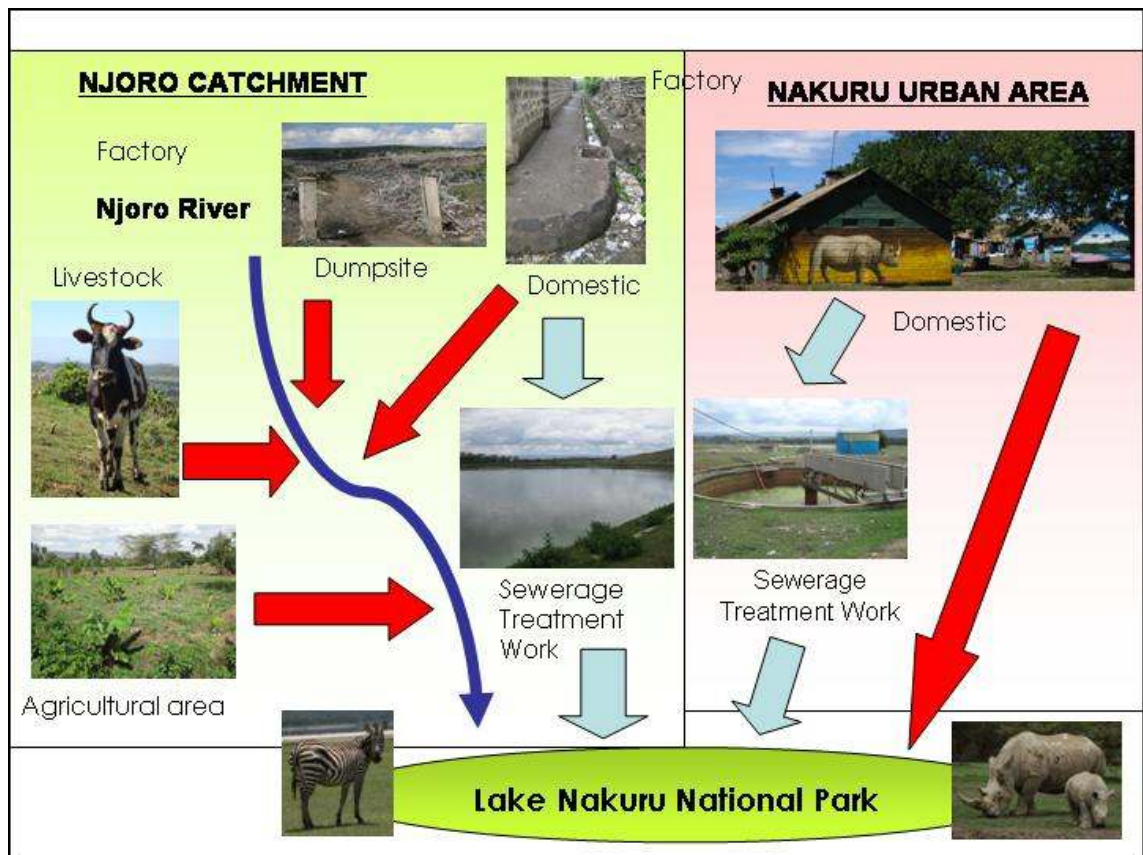 NJORO CATCHMENT
Factory
Njoro River
Livestock
Dumpsite
Domestic
Agricultural area
Sewerage
Treatment
Work
Factory
NAKURU URBAN AREA
Domestic
Sewerage
Treatment Work
Lake Nakuru National Park